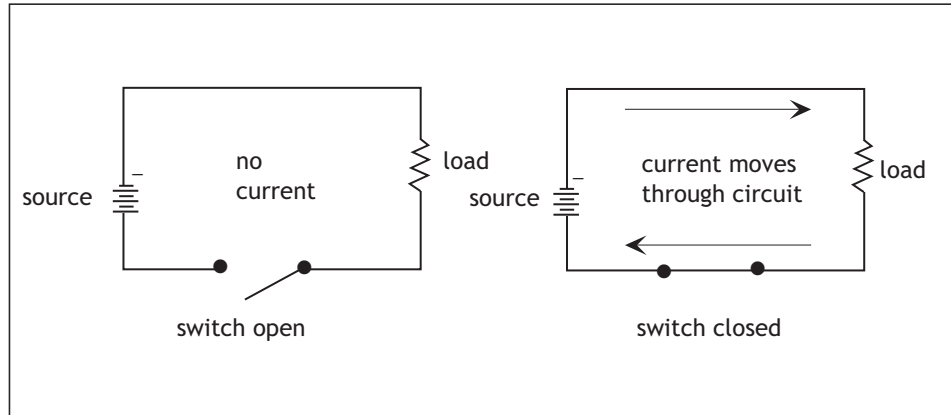 –
no
current
load
source
switch open
–
current moves
through circuit
load
source
switch closed